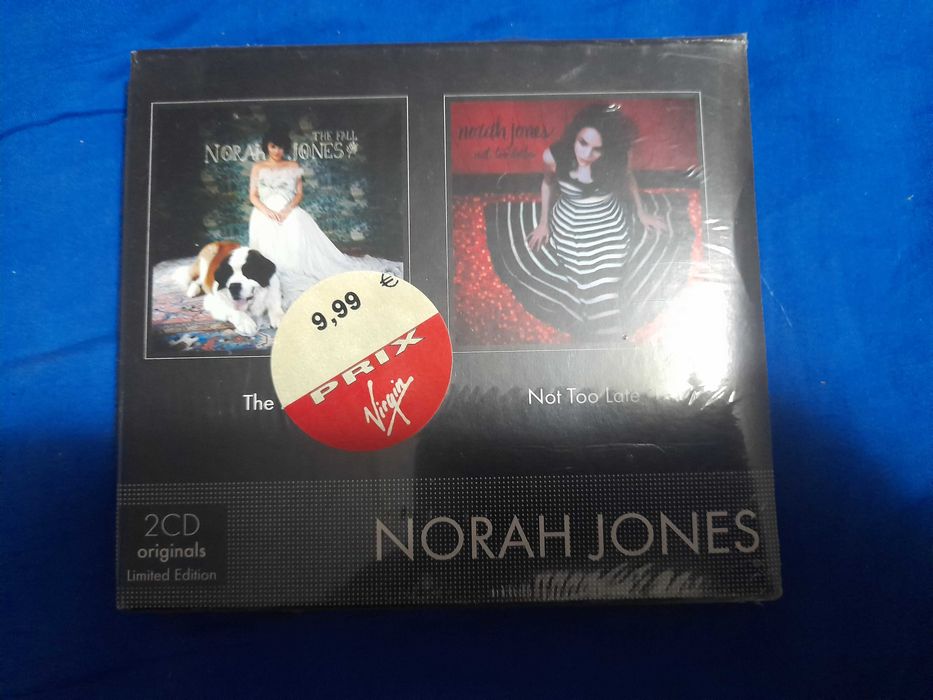 THE FALL
NORAH JONES
norah jones
not too late
9,99 €
PRIX
Virgin
The
Not Too Late
2CD
originals
Limited Edition
NORAH JONES